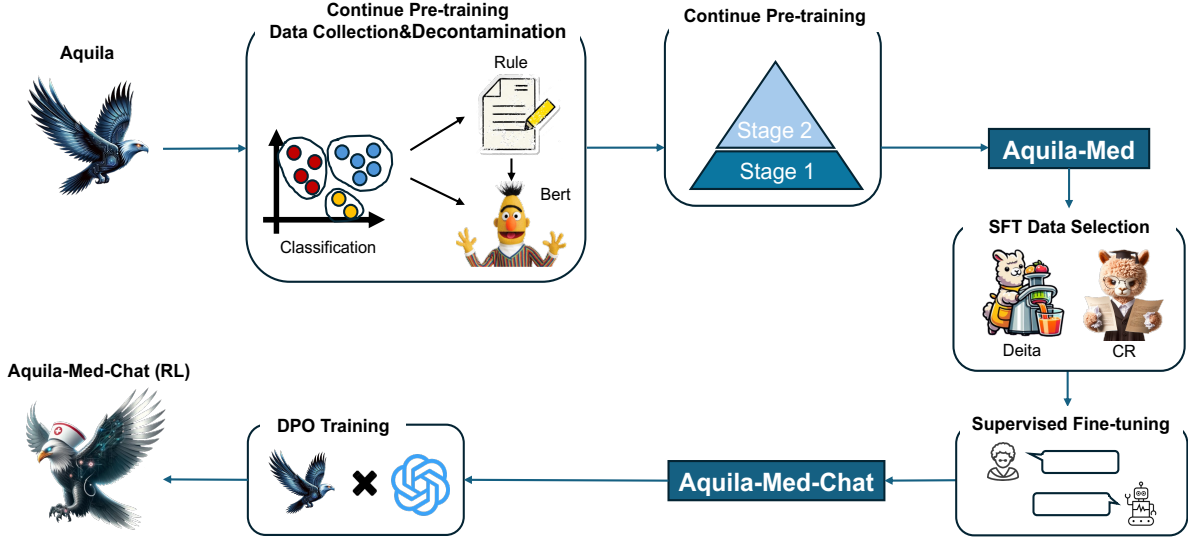 Aquila
Continue Pre-training
Data Collection&Decontamination
Rule
Bert
Classification
Continue Pre-training
Stage 2
Stage 1
Aquila-Med
SFT Data Selection
Deita
CR
Supervised Fine-tuning
Aquila-Med-Chat
DPO Training
Aquila-Med-Chat (RL)